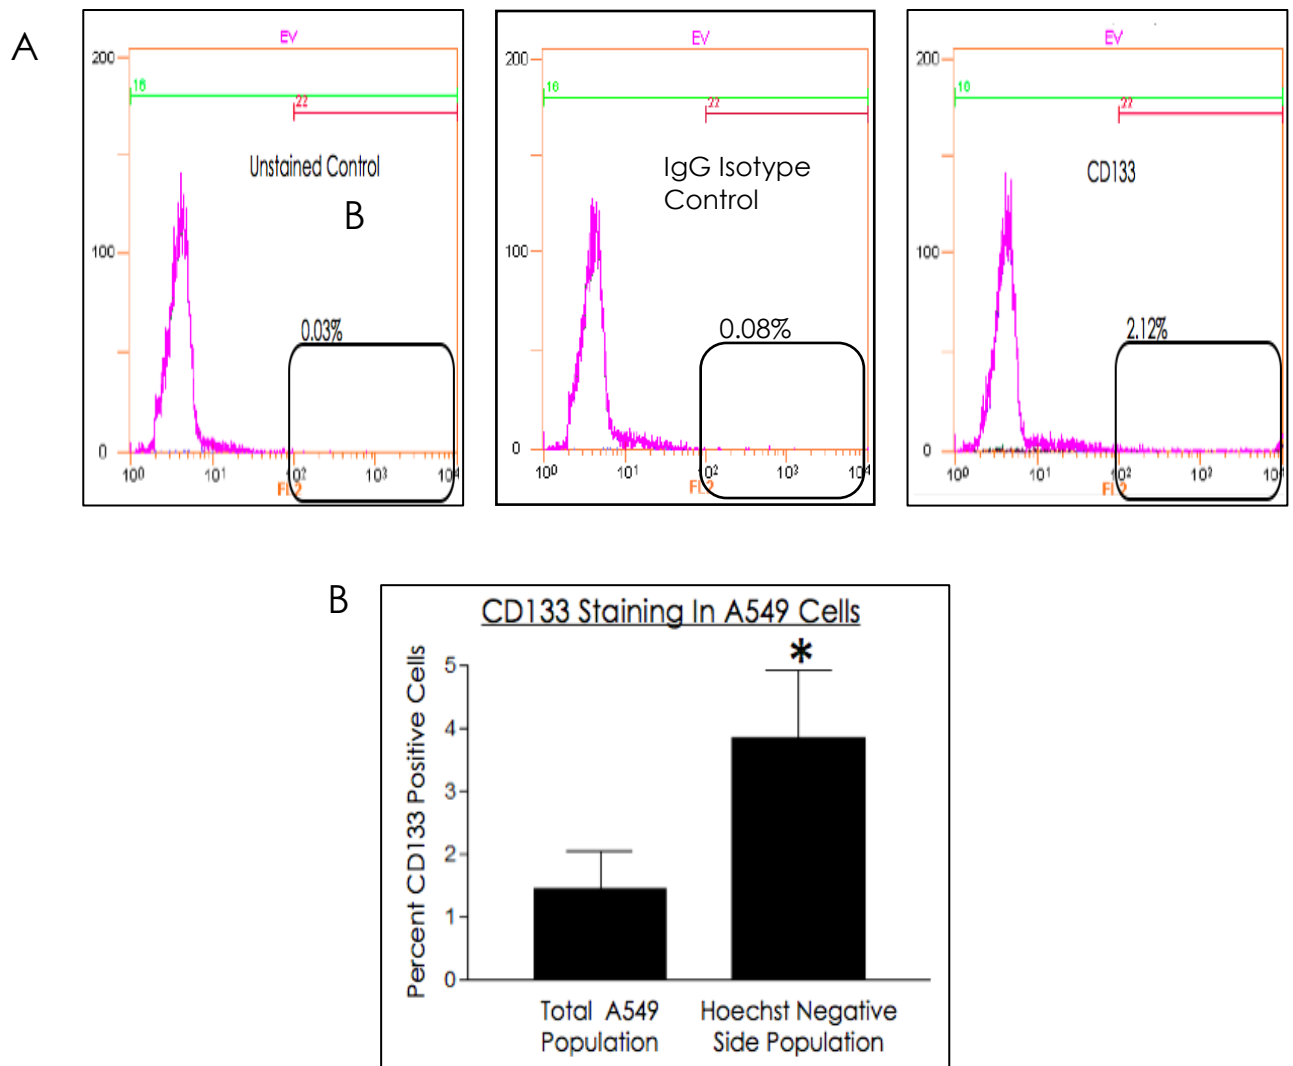 A
EV
200
16
22
Unstained Control
B
100
0.03%
0
10⁰ 10¹ 10² 10³ 10⁴
FL2
EV
200
16
22
IgG Isotype
Control
100
0.08%
0
10⁰ 10¹ 10² 10³ 10⁴
FL2
EV
200
16
22
CD133
100
2.12%
0
10⁰ 10¹ 10² 10³ 10⁴
FL2
B
CD133 Staining In A549 Cells
*
Percent CD133 Positive Cells
5
4
3
2
1
0
Total A549
Population
Hoechst Negative
Side Population